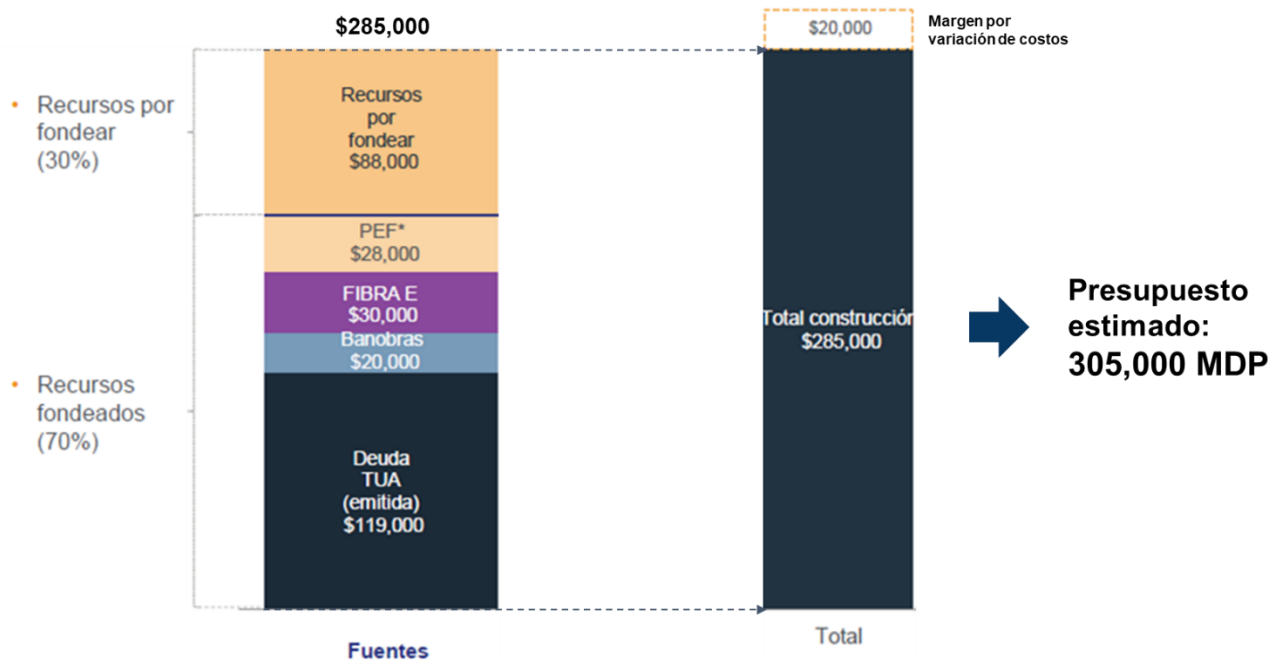 $285,000
$20,000
Margen por
variación de costos
• Recursos por
fondear
(30%)
Recursos
por
fondear
$88,000
PEF*
$28,000
FIBRA E
$30,000
Banobras
$20,000
• Recursos
fondeados
(70%)
Deuda
TUA
(emitida)
$119,000
Total construcción
$285,000
Presupuesto
estimado:
305,000 MDP
Fuentes
Total